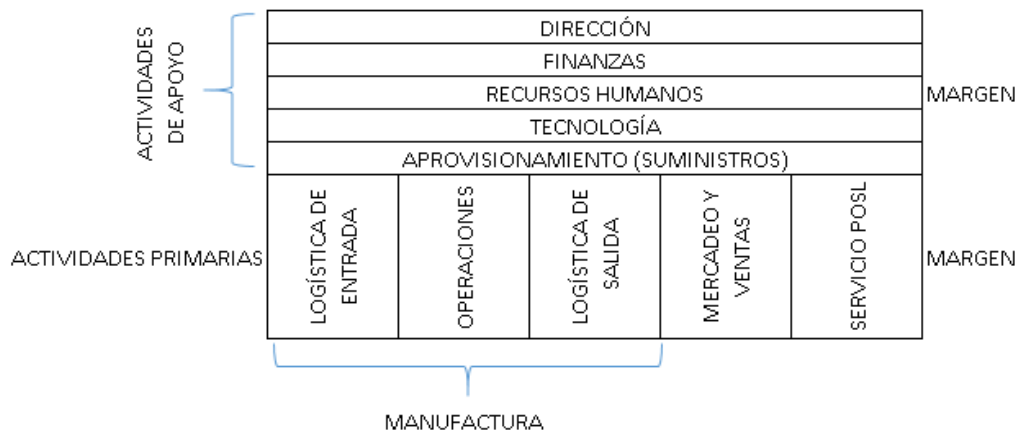 ACTIVIDADES
DE APOYO
DIRECCIÓN
FINANZAS
RECURSOS HUMANOS
TECNOLOGÍA
APROVISIONAMIENTO (SUMINISTROS)
MARGEN
ACTIVIDADES PRIMARIAS
LOGÍSTICA DE
ENTRADA
OPERACIONES
LOGÍSTICA DE
SALIDA
MERCADEO Y
VENTAS
SERVICIO POSL
MARGEN
MANUFACTURA